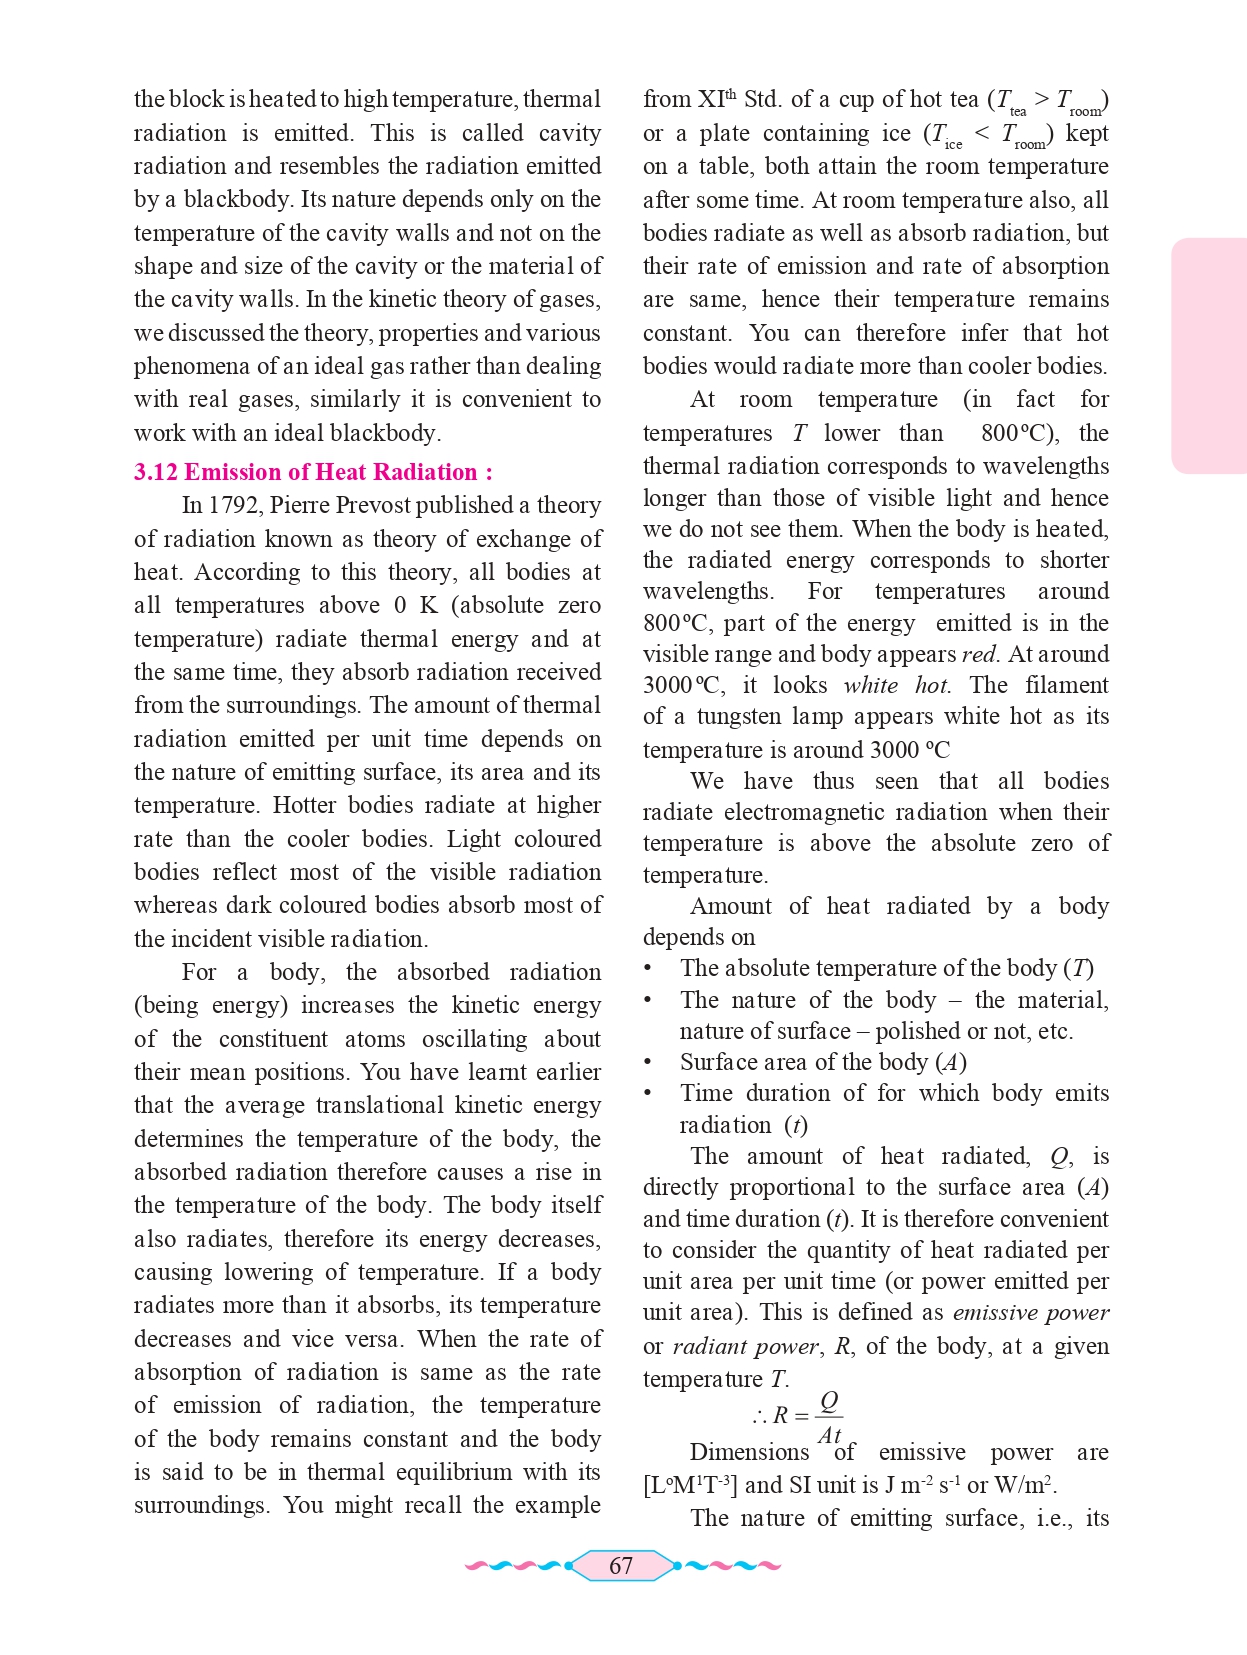 the block is heated to high temperature, thermal
radiation is emitted. This is called cavity
radiation and resembles the radiation emitted
by a blackbody. Its nature depends only on the
temperature of the cavity walls and not on the
shape and size of the cavity or the material of
the cavity walls. In the kinetic theory of gases,
we discussed the theory, properties and various
phenomena of an ideal gas rather than dealing
with real gases, similarly it is convenient to
work with an ideal blackbody.
3.12 Emission of Heat Radiation :
In 1792, Pierre Prevost published a theory
of radiation known as theory of exchange of
heat. According to this theory, all bodies at
all temperatures above 0 K (absolute zero
temperature) radiate thermal energy and at
the same time, they absorb radiation received
from the surroundings. The amount of thermal
radiation emitted per unit time depends on
the nature of emitting surface, its area and its
temperature. Hotter bodies radiate at higher
rate than the cooler bodies. Light coloured
bodies reflect most of the visible radiation
whereas dark coloured bodies absorb most of
the incident visible radiation.
For a body, the absorbed radiation
(being energy) increases the kinetic energy
of the constituent atoms oscillating about
their mean positions. You have learnt earlier
that the average translational kinetic energy
determines the temperature of the body, the
absorbed radiation therefore causes a rise in
the temperature of the body. The body itself
also radiates, therefore its energy decreases,
causing lowering of temperature. If a body
radiates more than it absorbs, its temperature
decreases and vice versa. When the rate of
absorption of radiation is same as the rate
of emission of radiation, the temperature
of the body remains constant and the body
is said to be in thermal equilibrium with its
surroundings. You might recall the example
from XIᵗʰ Std. of a cup of hot tea (T_tea > T_room)
or a plate containing ice (T_ice < T_room) kept
on a table, both attain the room temperature
after some time. At room temperature also, all
bodies radiate as well as absorb radiation, but
their rate of emission and rate of absorption
are same, hence their temperature remains
constant. You can therefore infer that hot
bodies would radiate more than cooler bodies.
At room temperature (in fact for
temperatures T lower than 800ºC), the
thermal radiation corresponds to wavelengths
longer than those of visible light and hence
we do not see them. When the body is heated,
the radiated energy corresponds to shorter
wavelengths. For temperatures around
800ºC, part of the energy emitted is in the
visible range and body appears red. At around
3000ºC, it looks white hot. The filament
of a tungsten lamp appears white hot as its
temperature is around 3000 ºC
We have thus seen that all bodies
radiate electromagnetic radiation when their
temperature is above the absolute zero of
temperature.
Amount of heat radiated by a body
depends on
• The absolute temperature of the body (T)
• The nature of the body – the material,
nature of surface – polished or not, etc.
• Surface area of the body (A)
• Time duration of for which body emits
radiation (t)
The amount of heat radiated, Q, is
directly proportional to the surface area (A)
and time duration (t). It is therefore convenient
to consider the quantity of heat radiated per
unit area per unit time (or power emitted per
unit area). This is defined as emissive power
or radiant power, R, of the body, at a given
temperature T.
∴ R = Q/At
Dimensions of emissive power are
[LºM¹T⁻³] and SI unit is J m⁻² s⁻¹ or W/m².
The nature of emitting surface, i.e., its
67